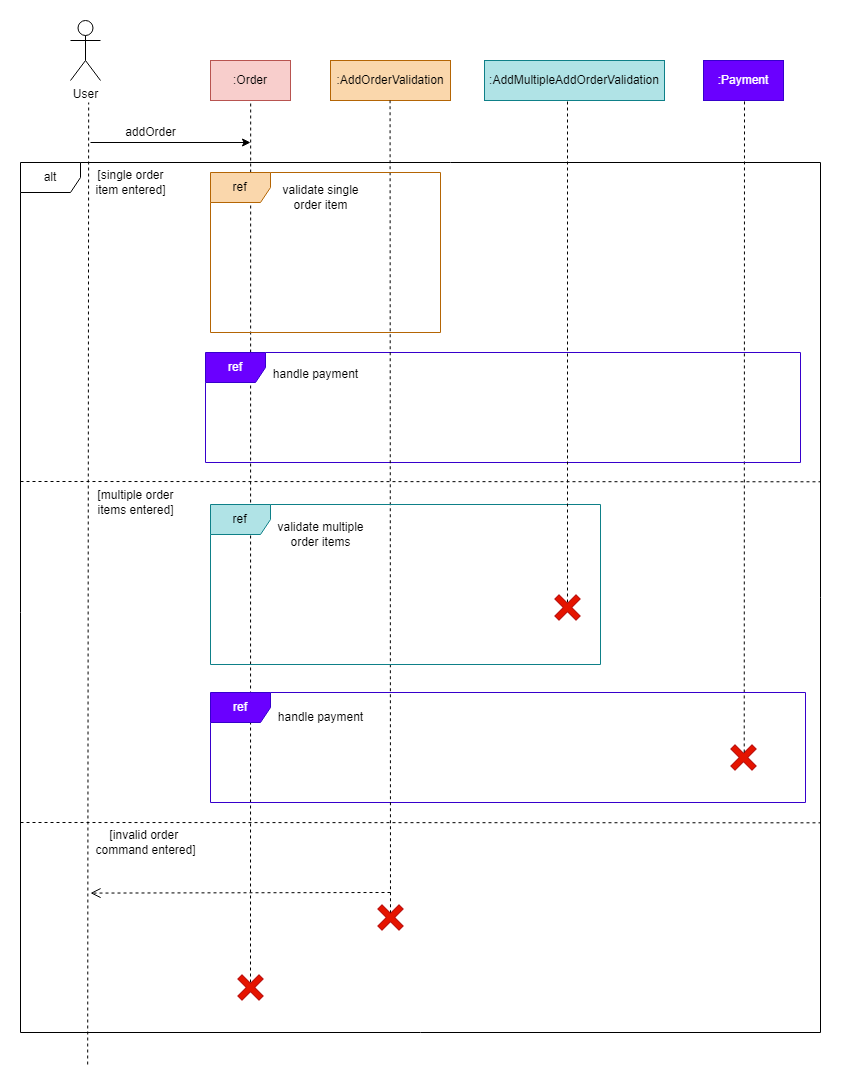 User
:Order
:AddOrderValidation
:AddMultipleAddOrderValidation
:Payment
addOrder
alt
[single order
item entered]
ref
validate single
order item
ref
handle payment
[multiple order
items entered]
ref
validate multiple
order items
ref
handle payment
[invalid order
command entered]